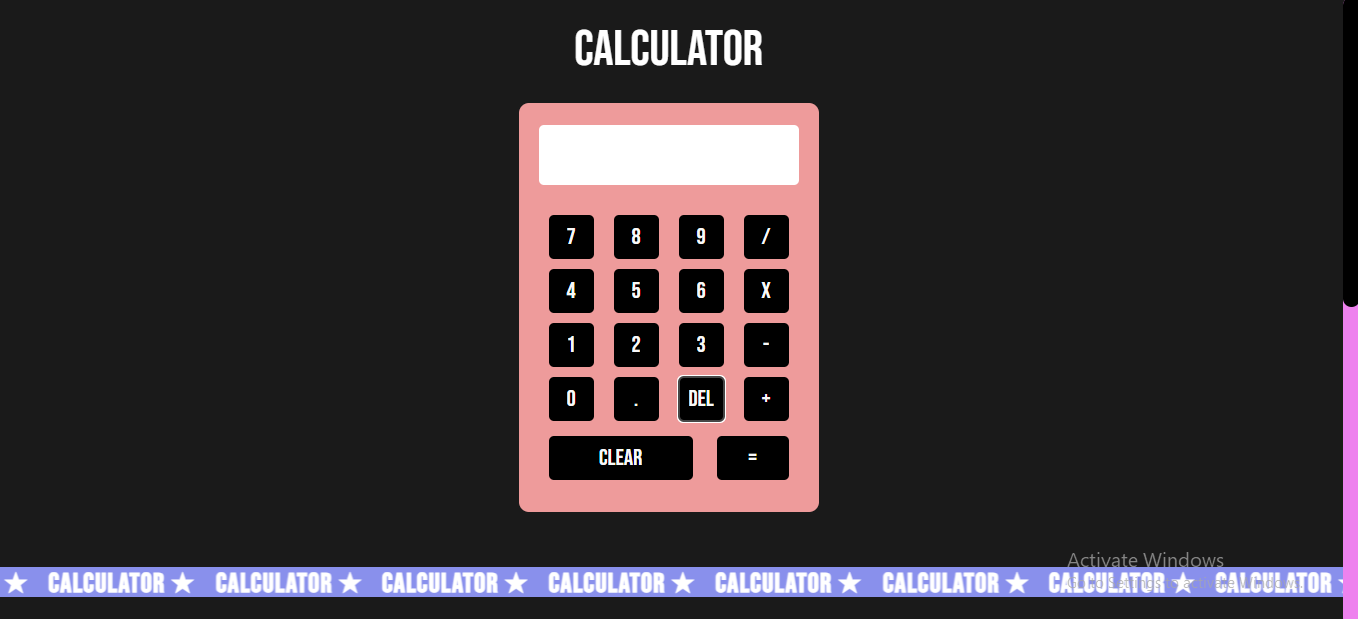 CALCULATOR
7 8 9 /
4 5 6 X
1 2 3 -
0 . DEL +
CLEAR =
Activate Windows
★ CALCULATOR ★ CALCULATOR ★ CALCULATOR ★ CALCULATOR ★ CALCULATOR ★ CALCULATOR ★ CALCULATOR ★ CALCULATOR
Go to Settings to activate Windows.